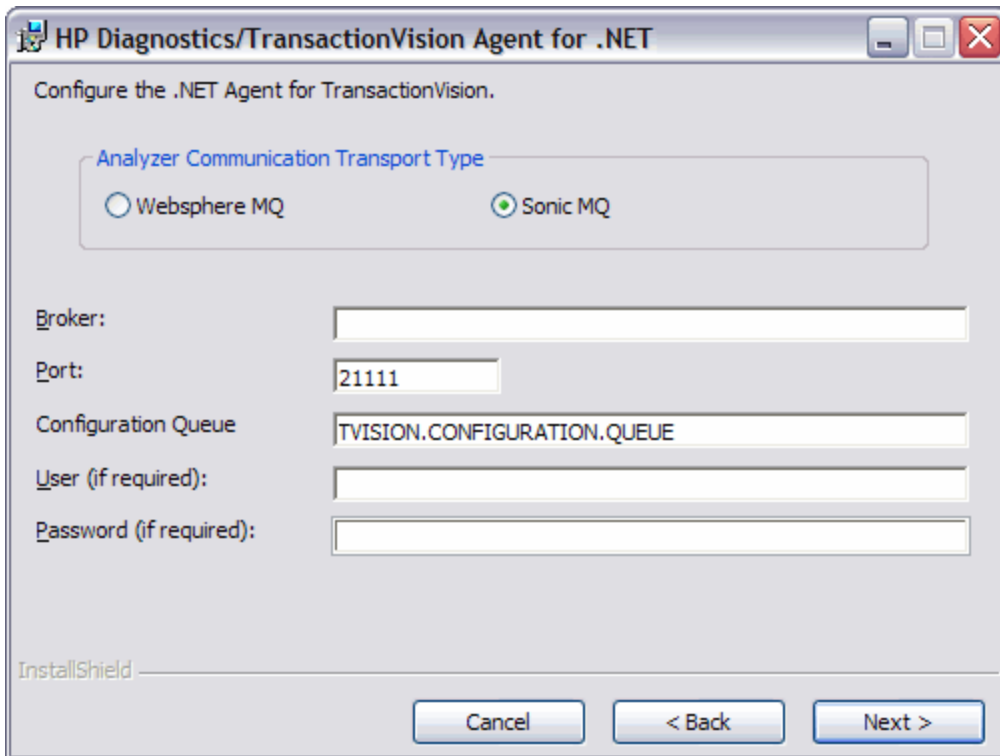 HP Diagnostics/TransactionVision Agent for .NET
Configure the .NET Agent for TransactionVision.
Analyzer Communication Transport Type
Websphere MQ Sonic MQ
Broker:
Port: 21111
Configuration Queue TVISION.CONFIGURATION.QUEUE
User (if required):
Password (if required):
InstallShield
Cancel < Back Next >